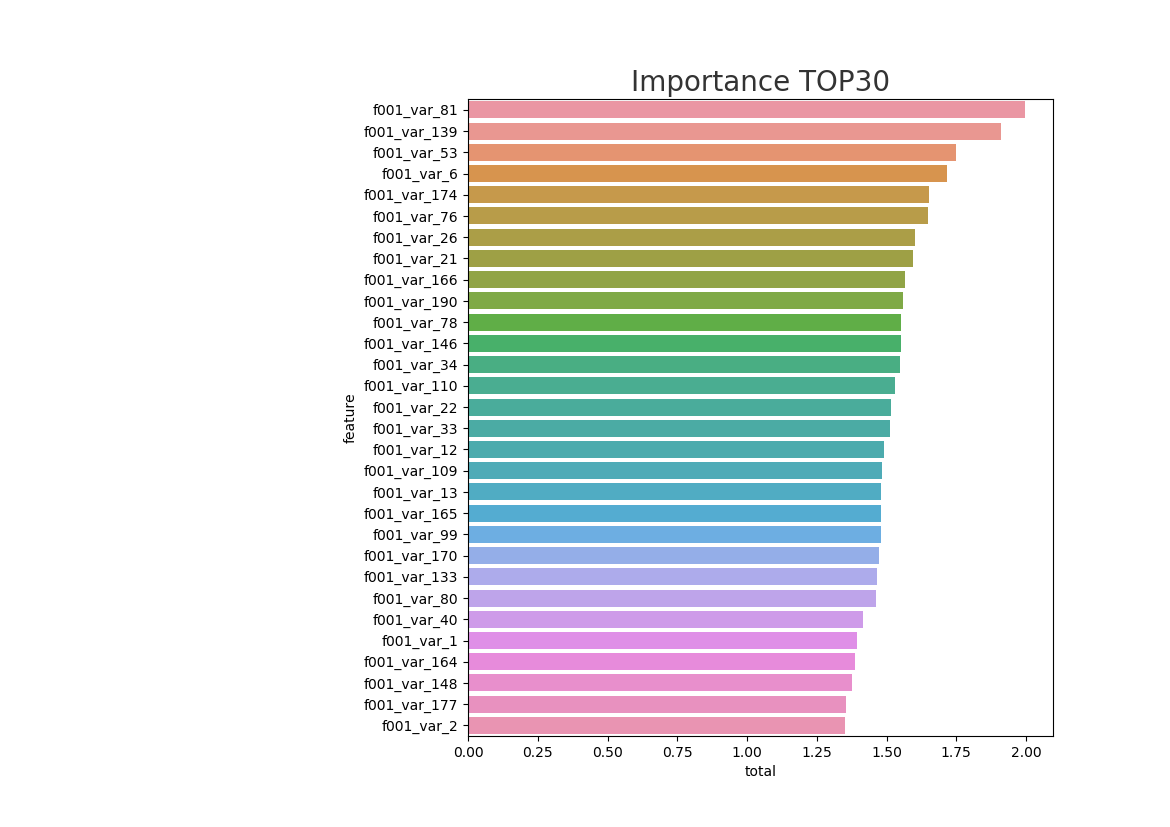 Importance TOP30
feature
f001_var_81
f001_var_139
f001_var_53
f001_var_6
f001_var_174
f001_var_76
f001_var_26
f001_var_21
f001_var_166
f001_var_190
f001_var_78
f001_var_146
f001_var_34
f001_var_110
f001_var_22
f001_var_33
f001_var_12
f001_var_109
f001_var_13
f001_var_165
f001_var_99
f001_var_170
f001_var_133
f001_var_80
f001_var_40
f001_var_1
f001_var_164
f001_var_148
f001_var_177
f001_var_2
0.00 0.25 0.50 0.75 1.00 1.25 1.50 1.75 2.00
total